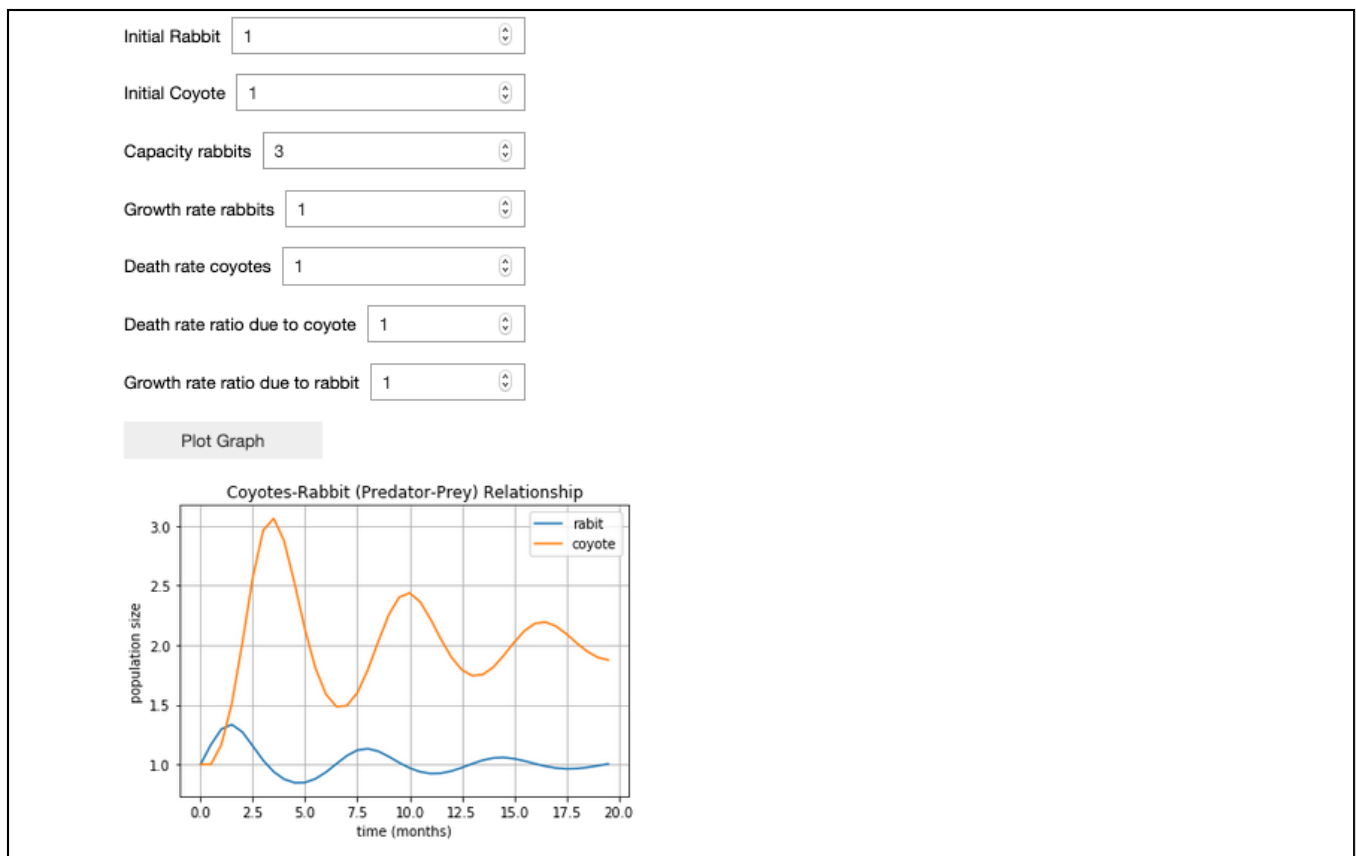 Initial Rabbit 1
Initial Coyote 1
Capacity rabbits 3
Growth rate rabbits 1
Death rate coyotes 1
Death rate ratio due to coyote 1
Growth rate ratio due to rabbit 1
Plot Graph
Coyotes-Rabbit (Predator-Prey) Relationship
rabit
coyote
3.0
2.5
2.0
1.5
1.0
population size
0.0 2.5 5.0 7.5 10.0 12.5 15.0 17.5 20.0
time (months)